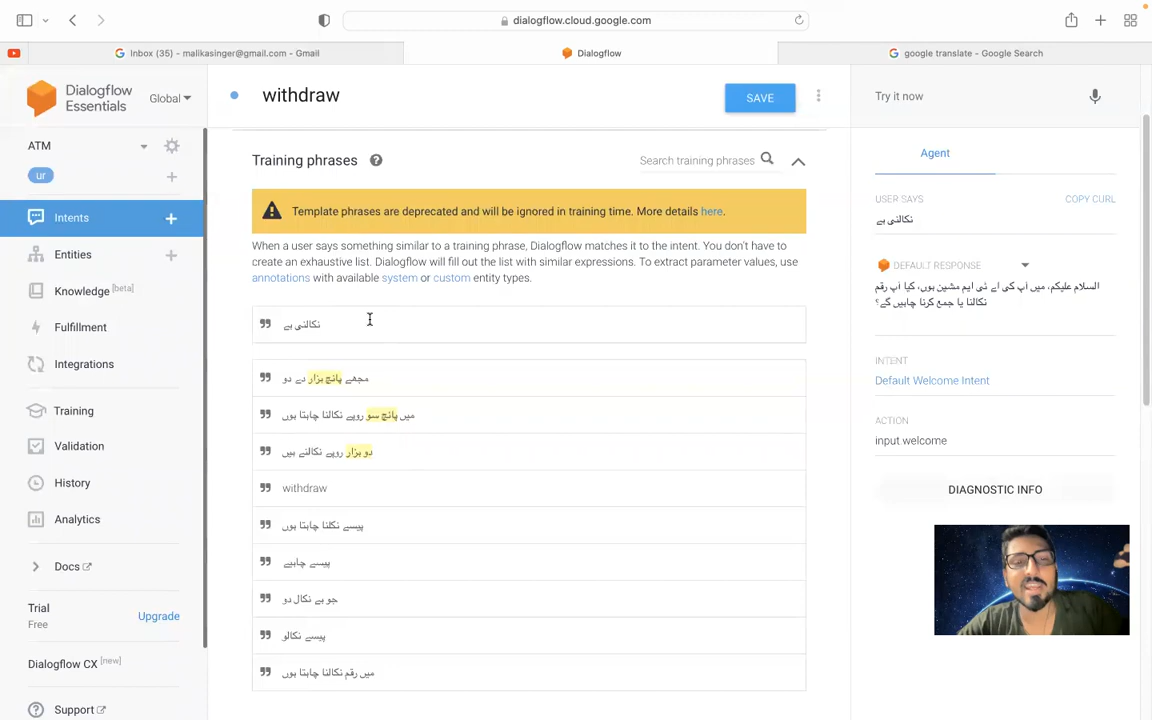 dialogflow.cloud.google.com
Inbox (35) - malikasinger@gmail.com - Gmail
Dialogflow
google translate - Google Search
Dialogflow
Essentials
Global
withdraw
SAVE
Try it now
ATM
ur
Intents
Entities
Knowledge [beta]
Fulfillment
Integrations
Training
Validation
History
Analytics
Docs
Trial
Free
Upgrade
Dialogflow CX [new]
Support
Training phrases
Search training phrases
Template phrases are deprecated and will be ignored in training time. More details here.
When a user says something similar to a training phrase, Dialogflow matches it to the intent. You don't have to
create an exhaustive list. Dialogflow will fill out the list with similar expressions. To extract parameter values, use
annotations with available system or custom entity types.
نکالنی ہے
مجھے پانچ ہزار دے دو
میں پانچ سو روپے نکالنا چاہتا ہوں
دو ہزار روپے نکالنے ہیں
withdraw
پیسے نکلنا چاہتا ہوں
پیسے چاہیے
جو ہے نکال دو
پیسے نکالو
میں رقم نکالنا چاہتا ہوں
Agent
USER SAYS
COPY CURL
نکالنی ہے
DEFAULT RESPONSE
السلام علیکم، میں آپ کی اے ٹی ایم مشین ہوں، کیا آپ رقم
نکالنا یا جمع کرنا چاہیں گے؟
INTENT
Default Welcome Intent
ACTION
input welcome
DIAGNOSTIC INFO